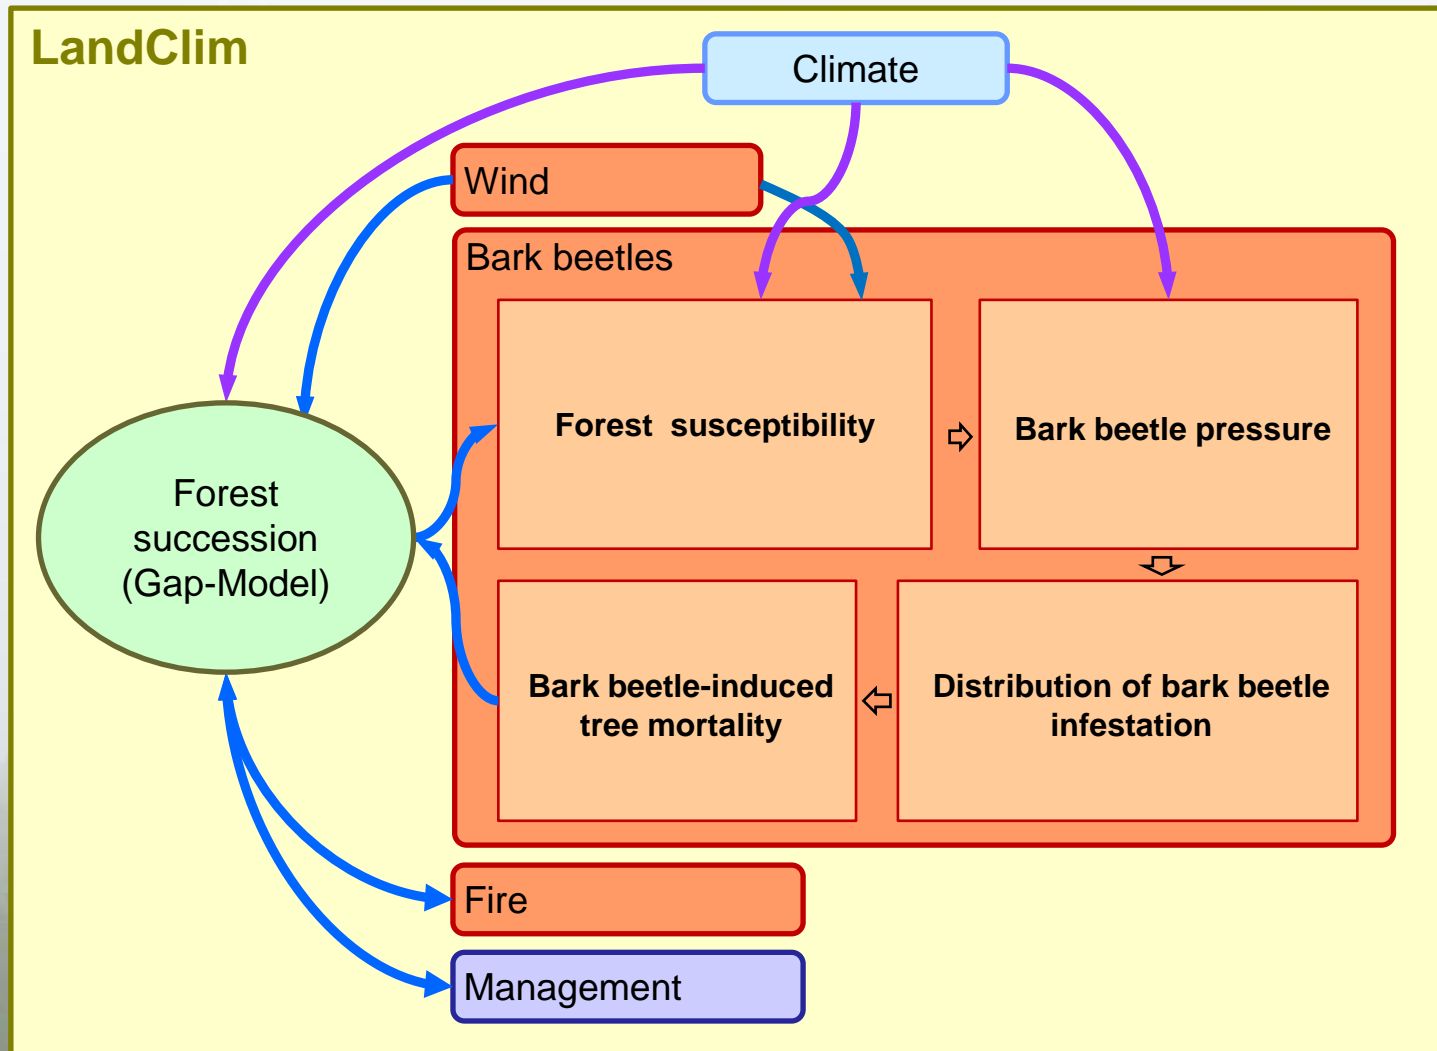 LandClim
Climate
Wind
Bark beetles
Forest susceptibility
Bark beetle pressure
Forest
succession
(Gap-Model)
Bark beetle-induced
tree mortality
Distribution of bark beetle
infestation
Fire
Management